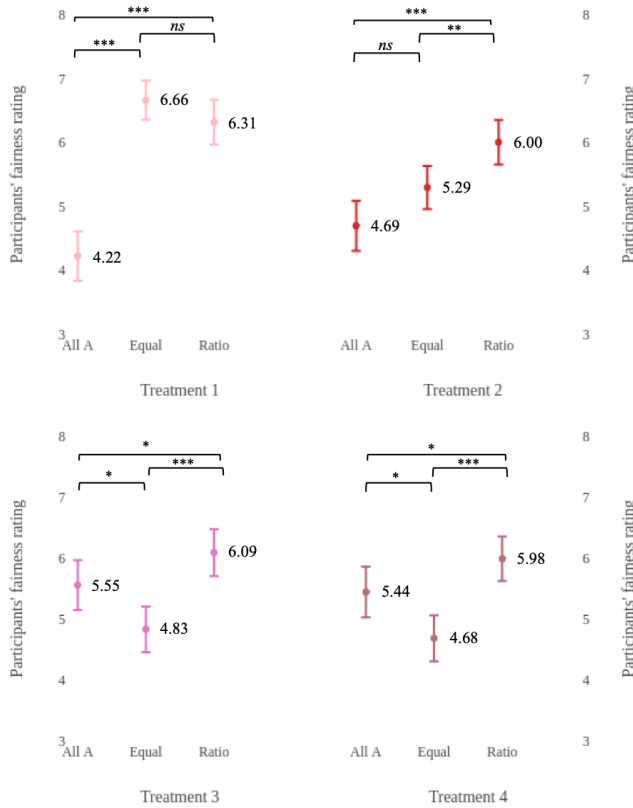 Participants' fairness rating
8
7
6
5
4
3
***
ns
***
6.66
6.31
4.22
All A
Equal
Ratio
Treatment 1
***
**
ns
6.00
5.29
4.69
All A
Equal
Ratio
Treatment 2
Participants' fairness rating
8
7
6
5
4
3
Participants' fairness rating
8
7
6
5
4
3
*
***
*
6.09
5.55
4.83
All A
Equal
Ratio
Treatment 3
*
***
*
5.98
5.44
4.68
All A
Equal
Ratio
Treatment 4
Participants' fairness rating
8
7
6
5
4
3